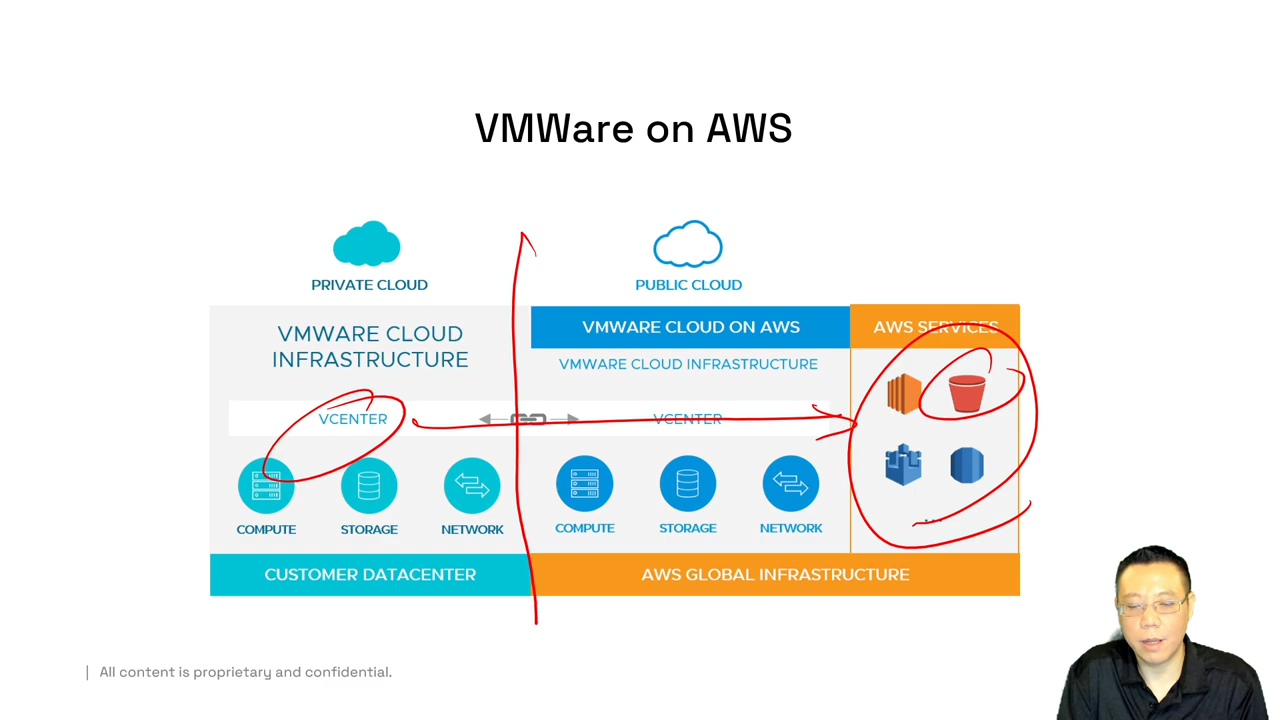 VMWare on AWS
PRIVATE CLOUD
PUBLIC CLOUD
VMWARE CLOUD
INFRASTRUCTURE
VMWARE CLOUD ON AWS
AWS SERVICES
VMWARE CLOUD INFRASTRUCTURE
VCENTER
VCENTER
COMPUTE
STORAGE
NETWORK
COMPUTE
STORAGE
NETWORK
...
CUSTOMER DATACENTER
AWS GLOBAL INFRASTRUCTURE
| All content is proprietary and confidential.